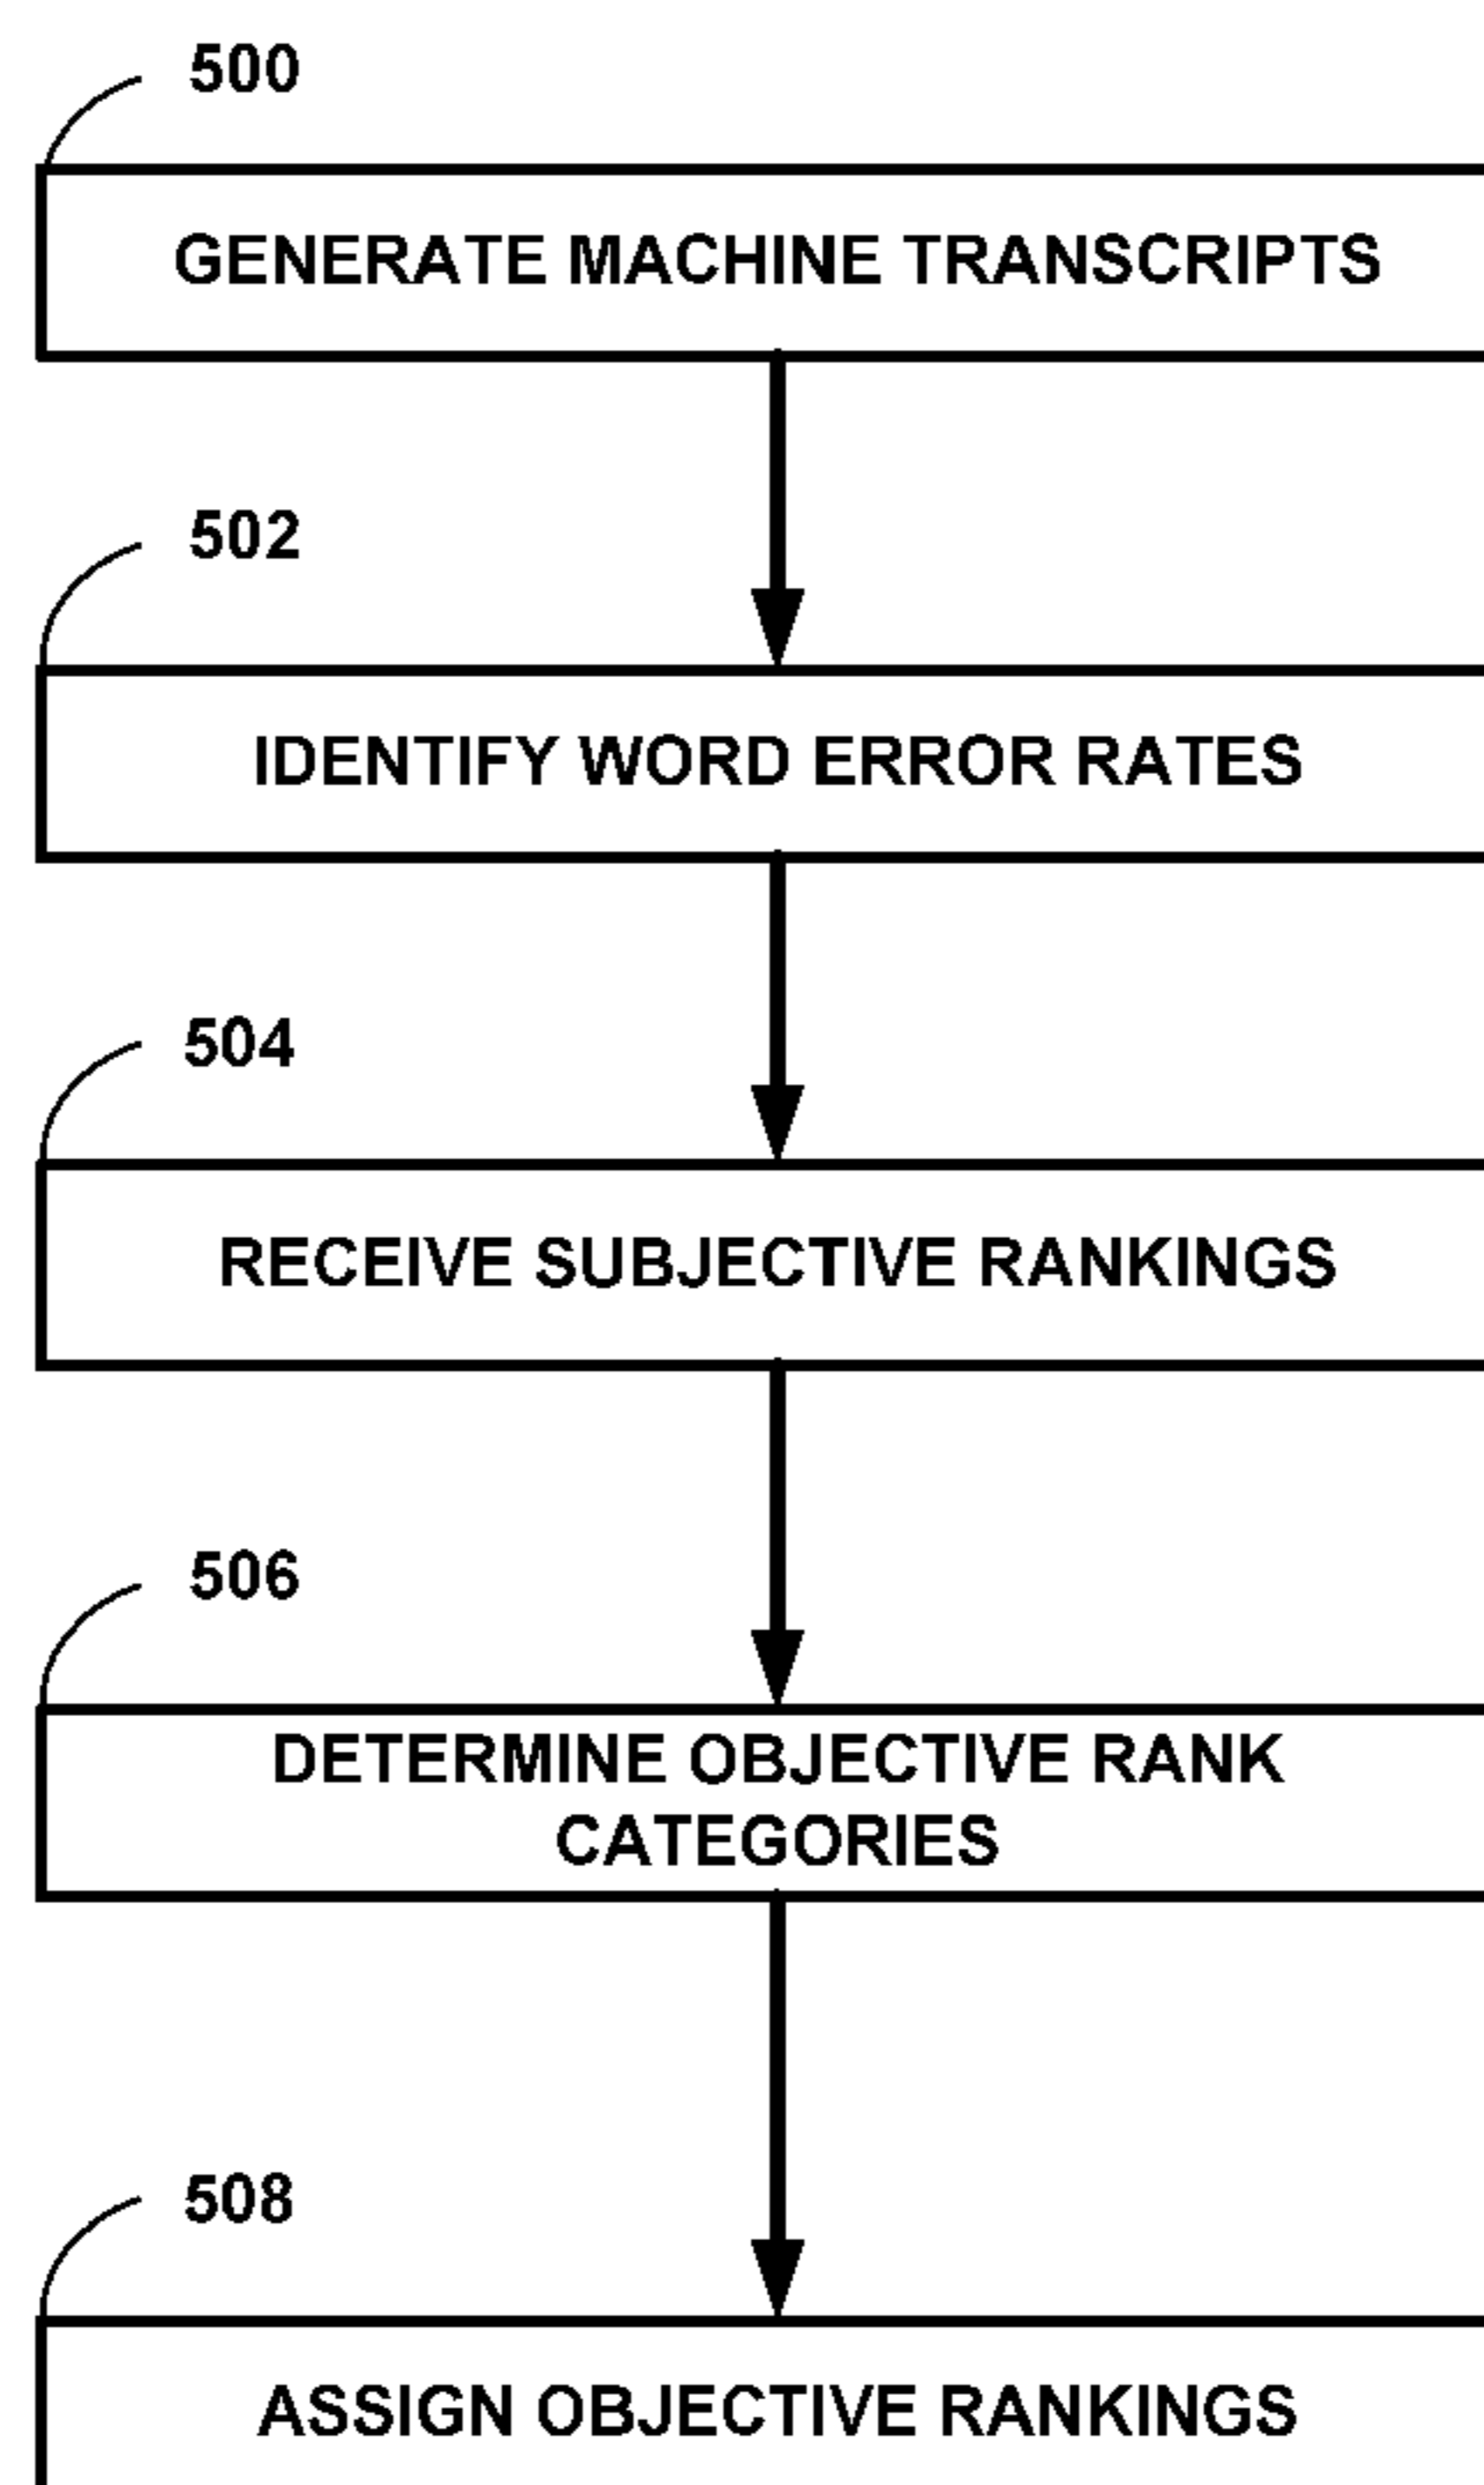 500
GENERATE MACHINE TRANSCRIPTS
502
IDENTIFY WORD ERROR RATES
504
RECEIVE SUBJECTIVE RANKINGS
506
DETERMINE OBJECTIVE RANK
CATEGORIES
508
ASSIGN OBJECTIVE RANKINGS